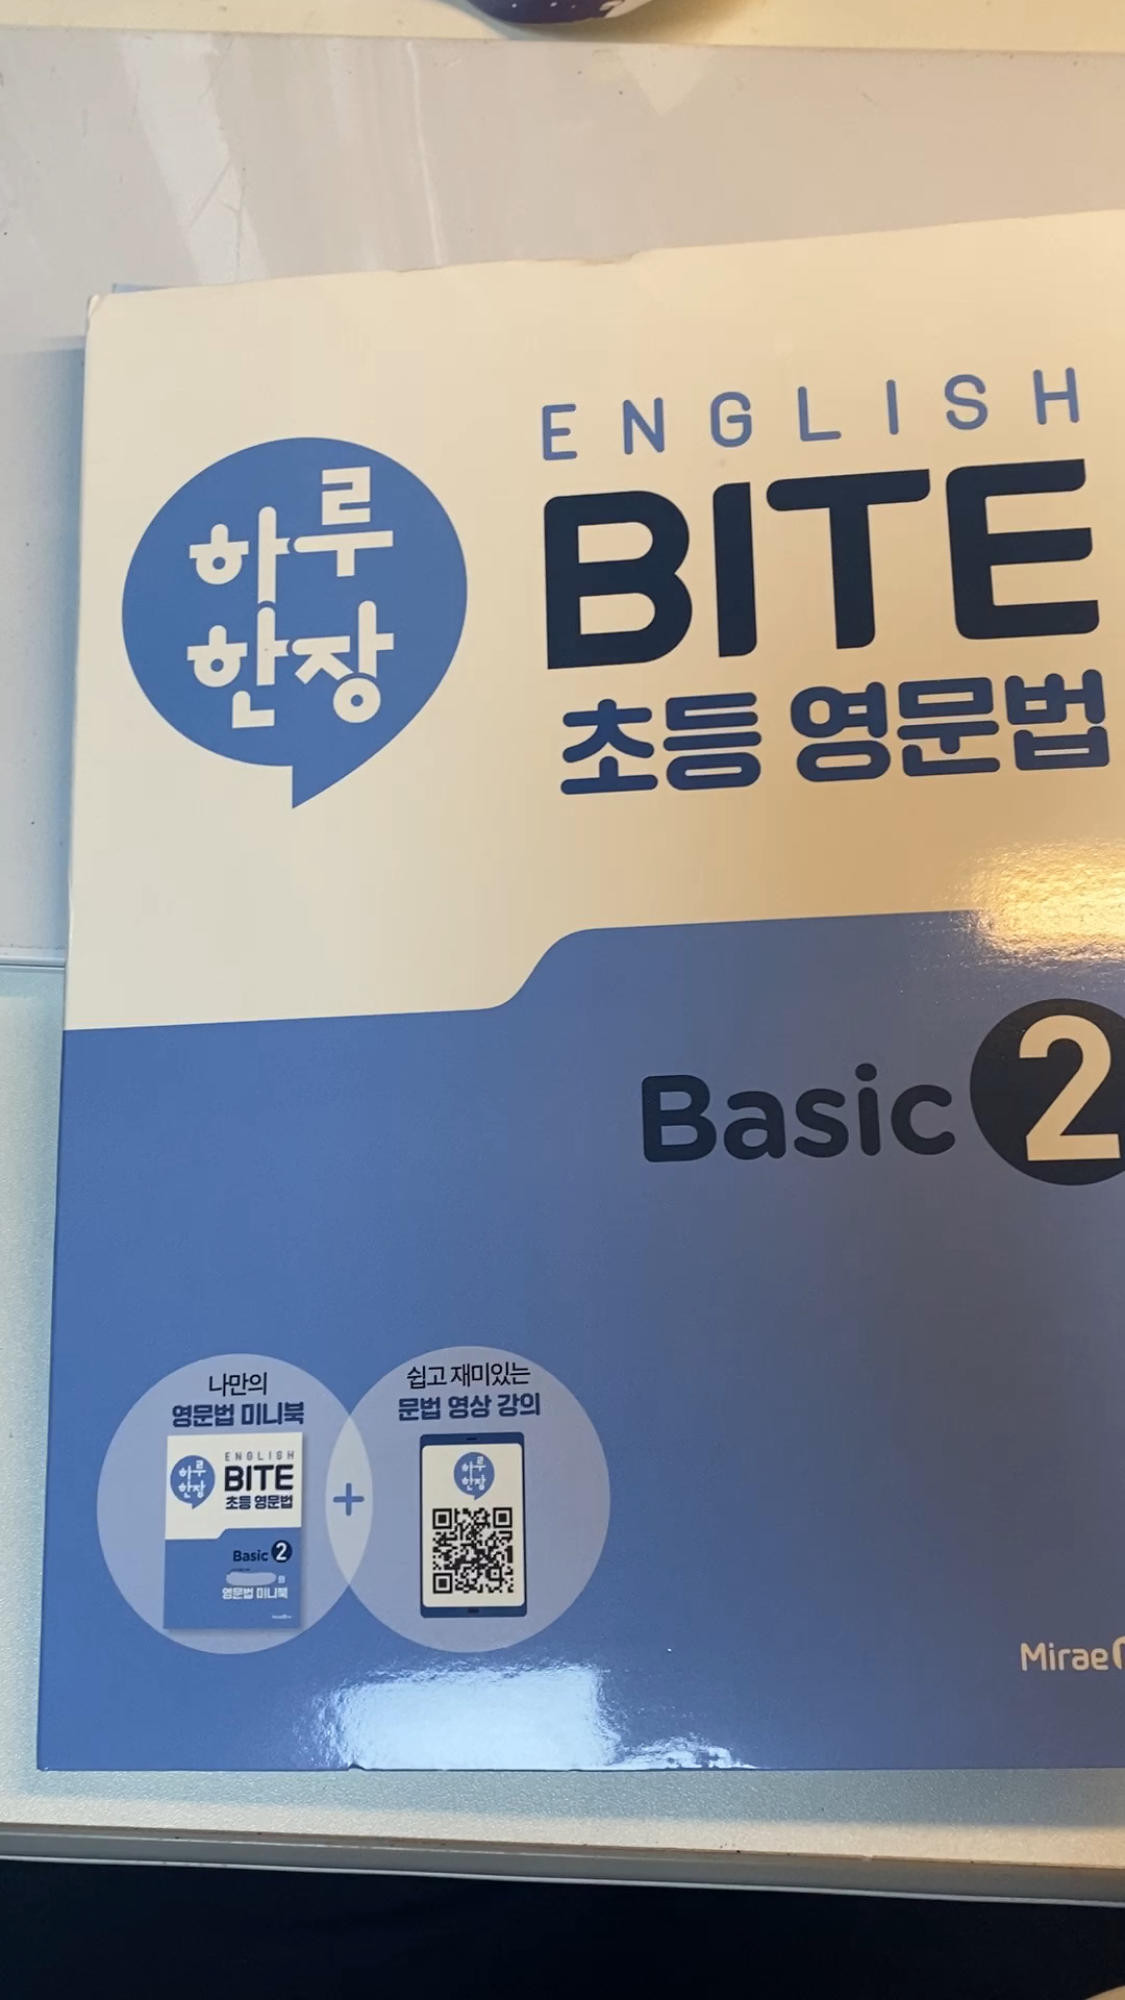 하루
한장
ENGLISH
BITE
초등 영문법
Basic 2
나만의
영문법 미니북
ENGLISH
하루
한장
BITE
초등 영문법
Basic 2
영문법 미니북
+
쉽고 재미있는
문법 영상 강의
하루
한장
Mirae